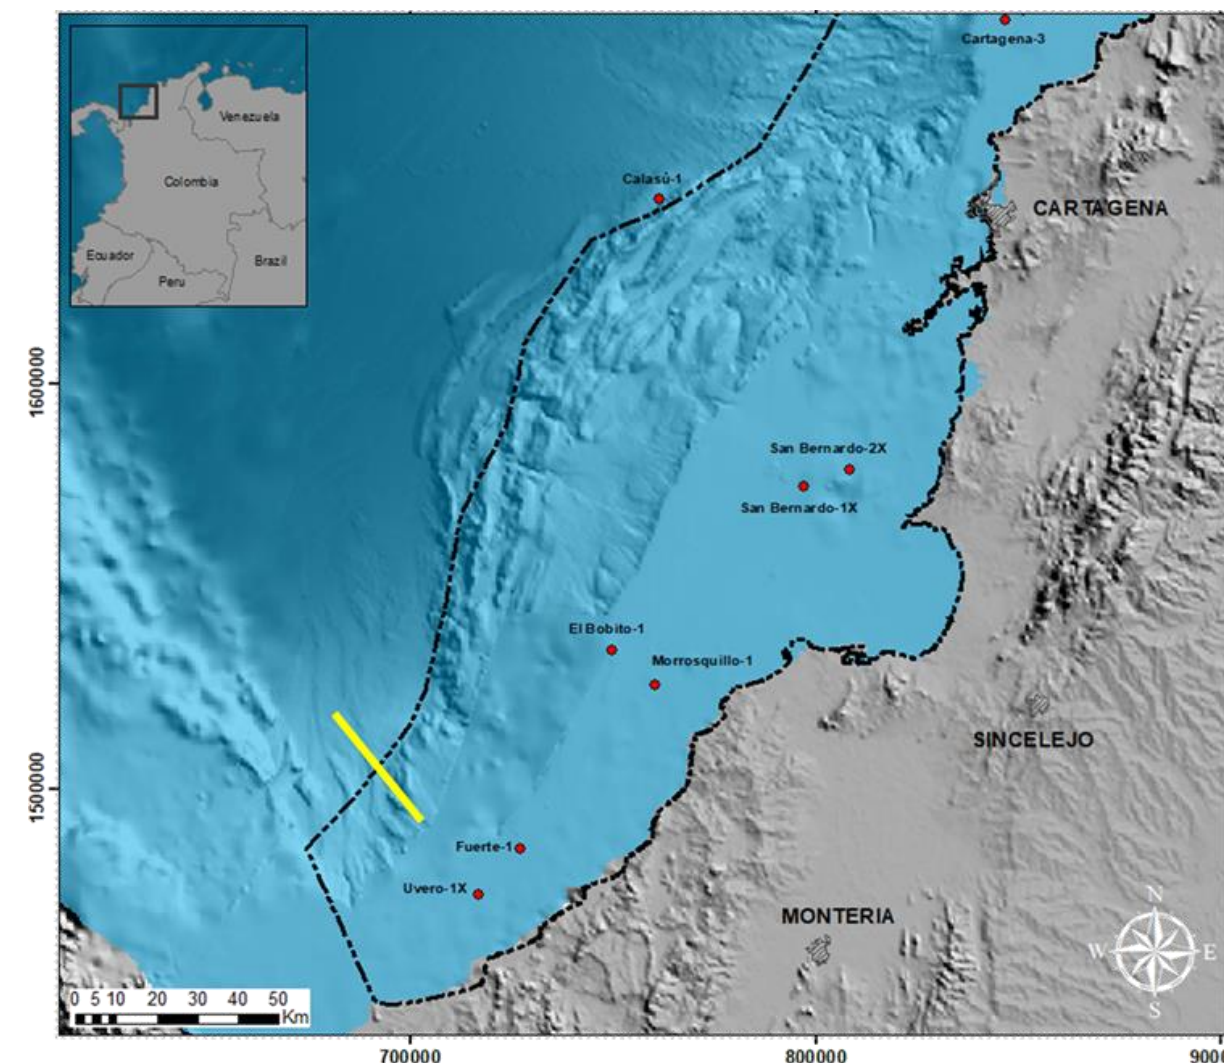 Cartagena-3
Venezuela
Colombia
Ecuador
Peru
Brazil
Calasú-1
CARTAGENA
1600000
San Bernardo-2X
San Bernardo-1X
El Bobito-1
Morrosquillo-1
SINCELEJO
1500000
Fuerte-1
Uvero-1X
MONTERIA
N
W E
S
0 5 10 20 30 40 50
Km
700000 800000